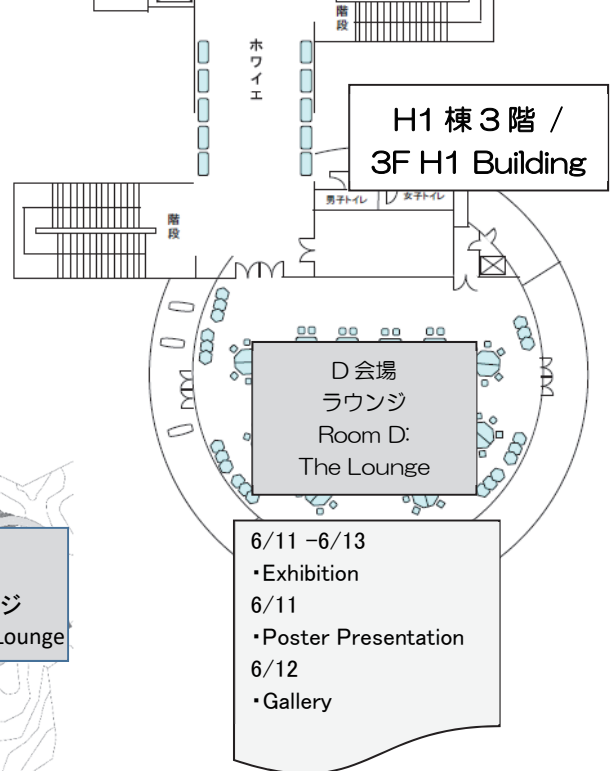 階段
ホワイエ
H1 棟 3 階 /
3F H1 Building
男子トイレ
女子トイレ
階段
D 会場
ラウンジ
Room D:
The Lounge
ジ
Lounge
6/11 -6/13
・Exhibition
6/11
・Poster Presentation
6/12
・Gallery